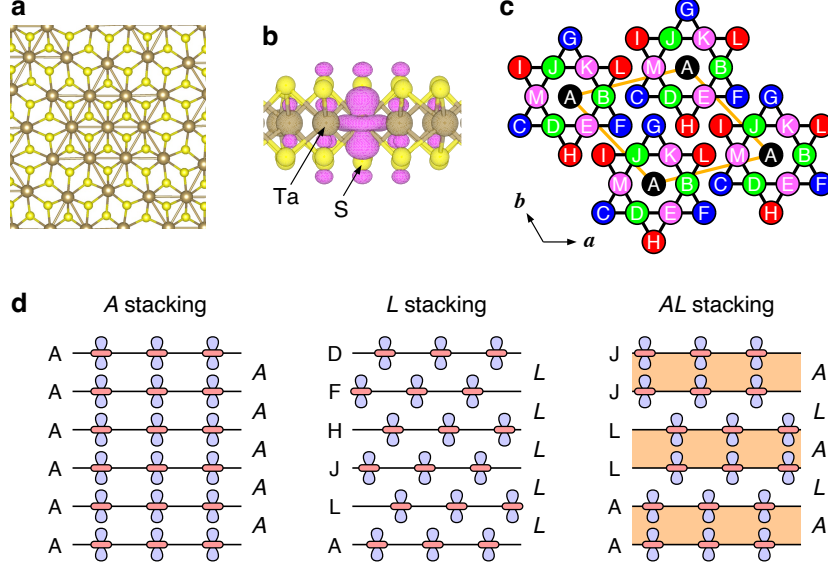 a
b
Ta
S
c
G
G I J K L
I J K L M A B
M A B C D E F G
C D E F G H I J K L
H I J K L M A B
M A B C D E F
C D E F H
H
b
a
d
A stacking
A
A
A
A
A
A
A
A
A
A
A
L stacking
D
L
F
L
H
L
J
L
L
L
A
AL stacking
J
A
J
L
L
A
L
L
A
A
A